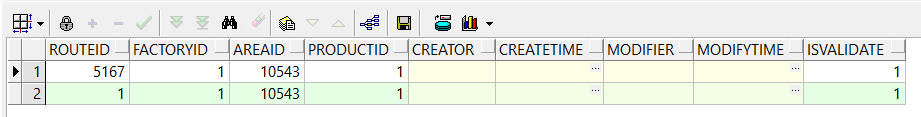 ROUTEID FACTORYID AREAID PRODUCTID CREATOR CREATETIME MODIFIER MODIFYTIME ISVALIDATE
1 5167 1 10543 1 ... ... 1
2 1 1 10543 1 ... ... 1